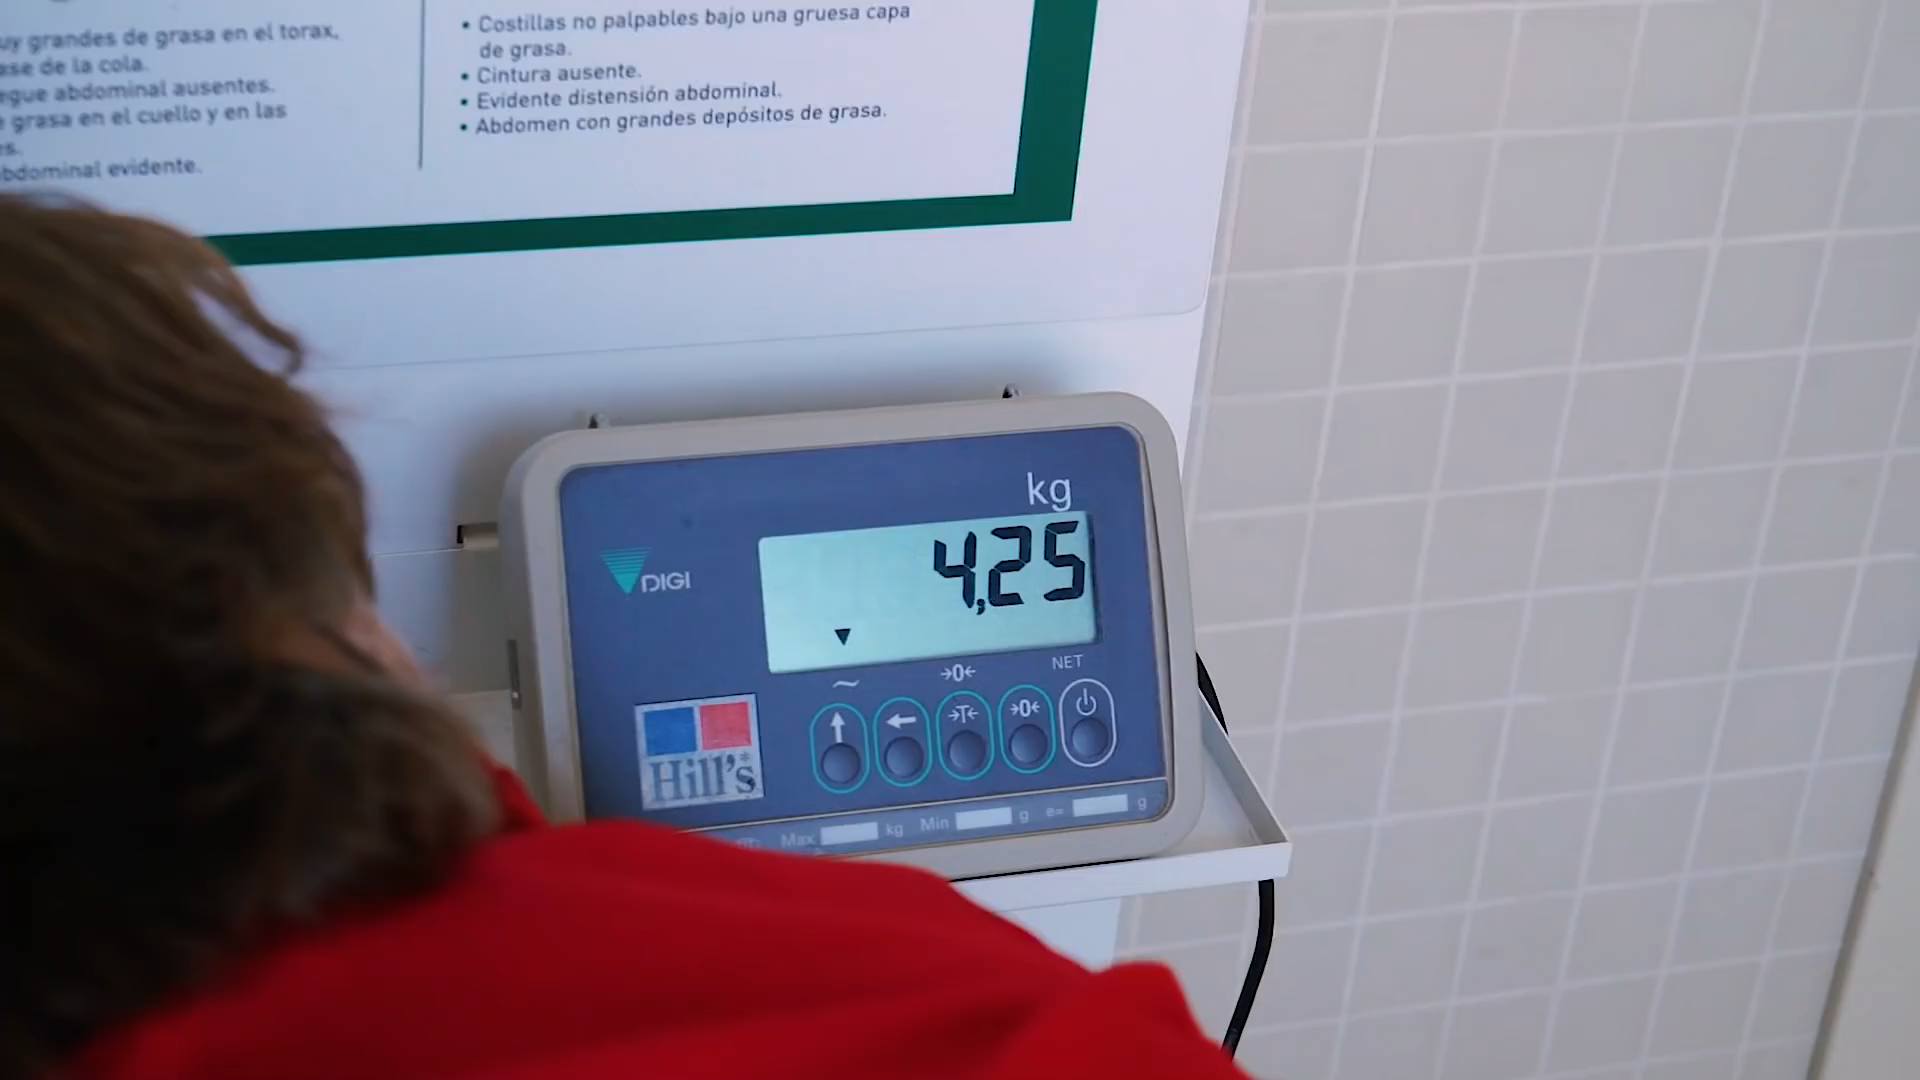 grandes de grasa en el torax,
de la cola.
abdominal ausentes.
grasa en el cuello y en las
abdominal evidente.
• Costillas no palpables bajo una gruesa capa
de grasa.
• Cintura ausente.
• Evidente distensión abdominal.
• Abdomen con grandes depósitos de grasa.
kg
4,25
DIGI
NET
→0←
→T← →0←
Hill's
Max kg Min g e= g